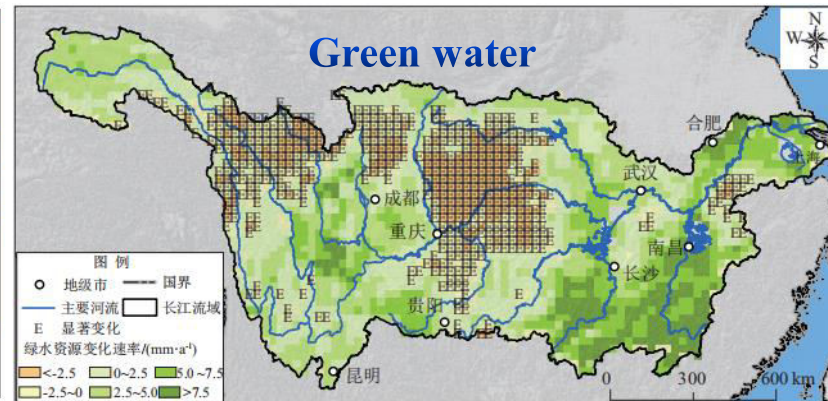 Green water
N
W
S
合肥
上海
武汉
成都
重庆
南昌
长沙
贵阳
昆明
图 例
地级市
国界
主要河流
长江流域
E 显著变化
绿水资源变化速率/(mm·a⁻¹)
<-2.5 0~2.5 5.0~7.5
-2.5~0 2.5~5.0 >7.5
0 300 600 km